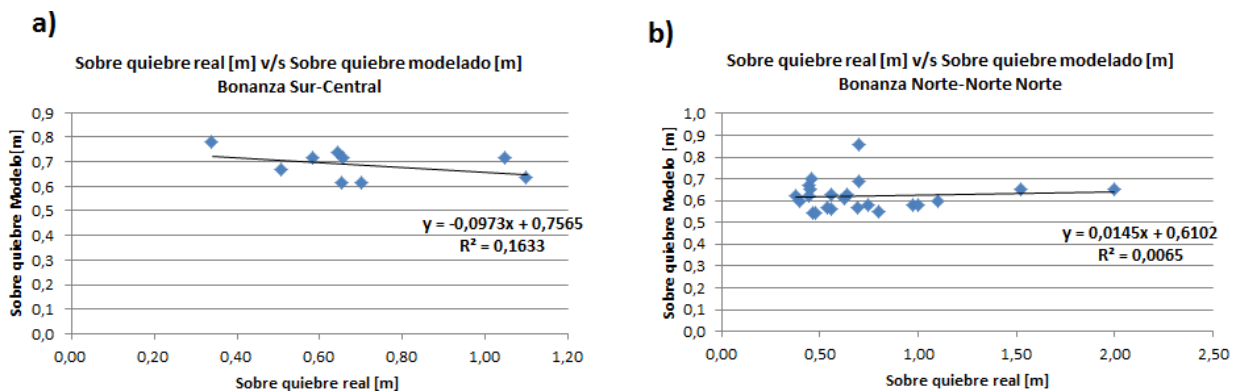 a)
Sobre quiebre real [m] v/s Sobre quiebre modelado [m]
Bonanza Sur-Central
Sobre quiebre Modelo[m]
0,9
0,8
0,7
0,6
0,5
0,4
0,3
0,2
0,1
0,0
y = -0,0973x + 0,7565
R² = 0,1633
0,00 0,20 0,40 0,60 0,80 1,00 1,20
Sobre quiebre real [m]
b)
Sobre quiebre real [m] v/s Sobre quiebre modelado [m]
Bonanza Norte-Norte Norte
Sobre quiebre Modelo [m]
1,0
0,9
0,8
0,7
0,6
0,5
0,4
0,3
0,2
0,1
0,0
y = 0,0145x + 0,6102
R² = 0,0065
0,00 0,50 1,00 1,50 2,00 2,50
Sobre quiebre real [m]